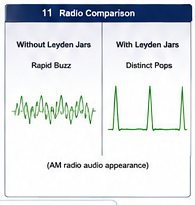 11 Radio Comparison
Without Leyden Jars
Rapid Buzz
With Leyden Jars
Distinct Pops
(AM radio audio appearance)